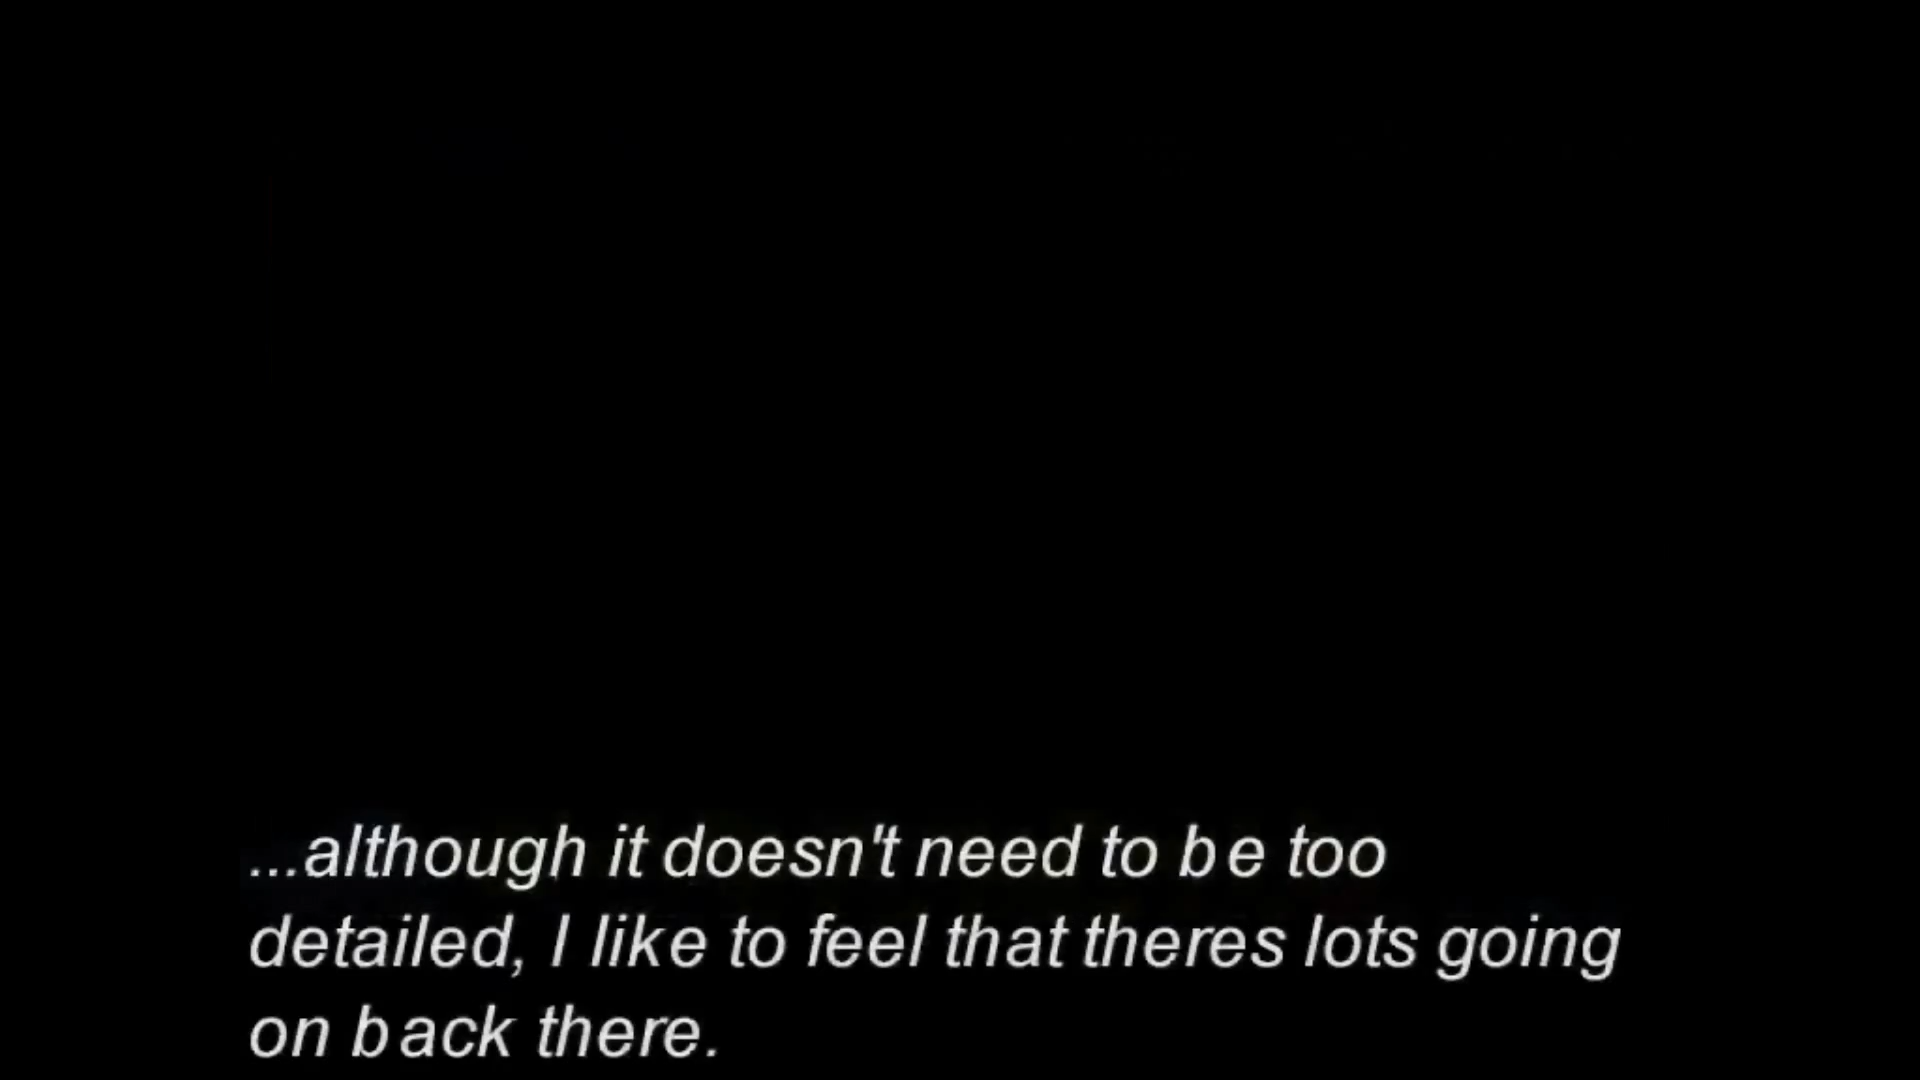 ...although it doesn't need to be too
detailed, I like to feel that theres lots going
on back there.